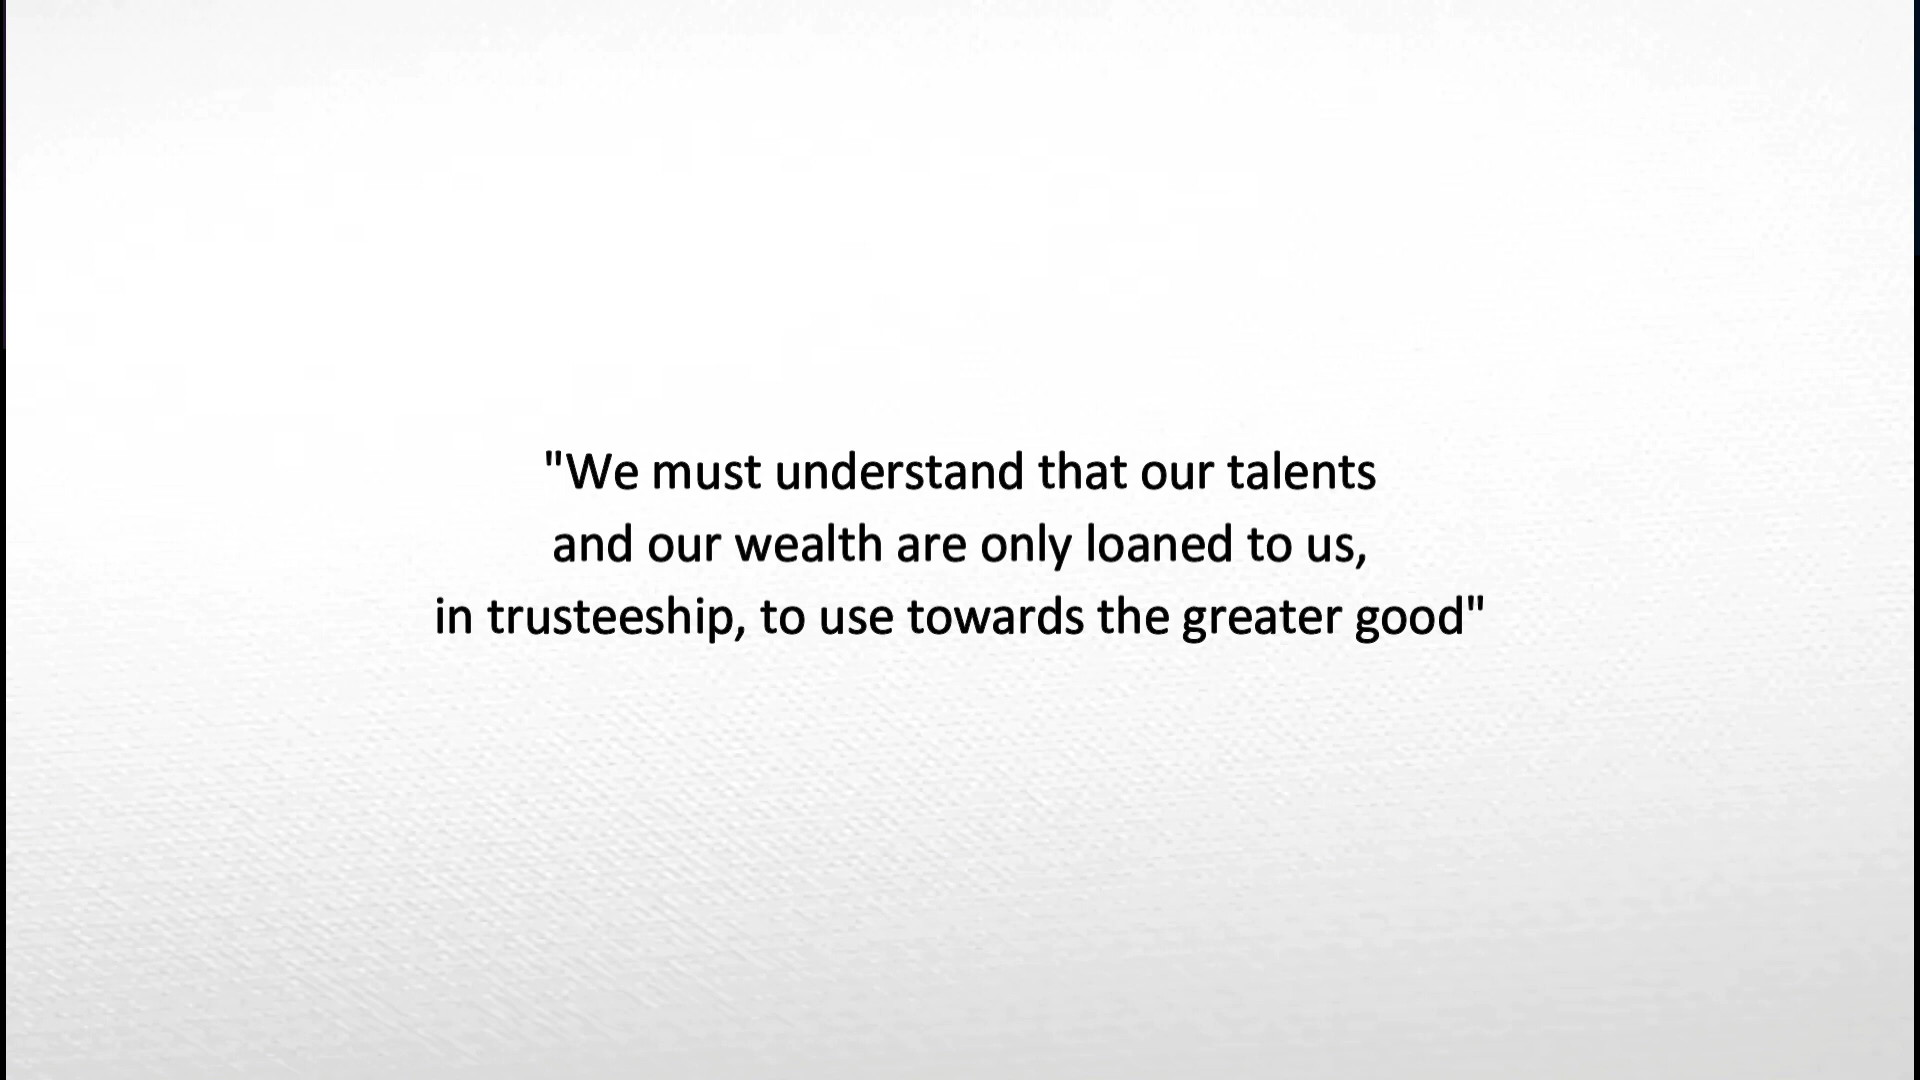 "We must understand that our talents
and our wealth are only loaned to us,
in trusteeship, to use towards the greater good"